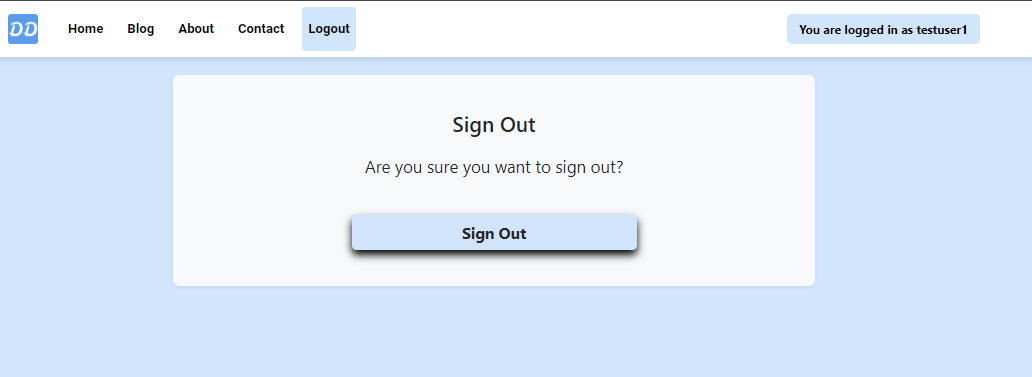 DD
Home Blog About Contact Logout
You are logged in as testuser1
Sign Out
Are you sure you want to sign out?
Sign Out